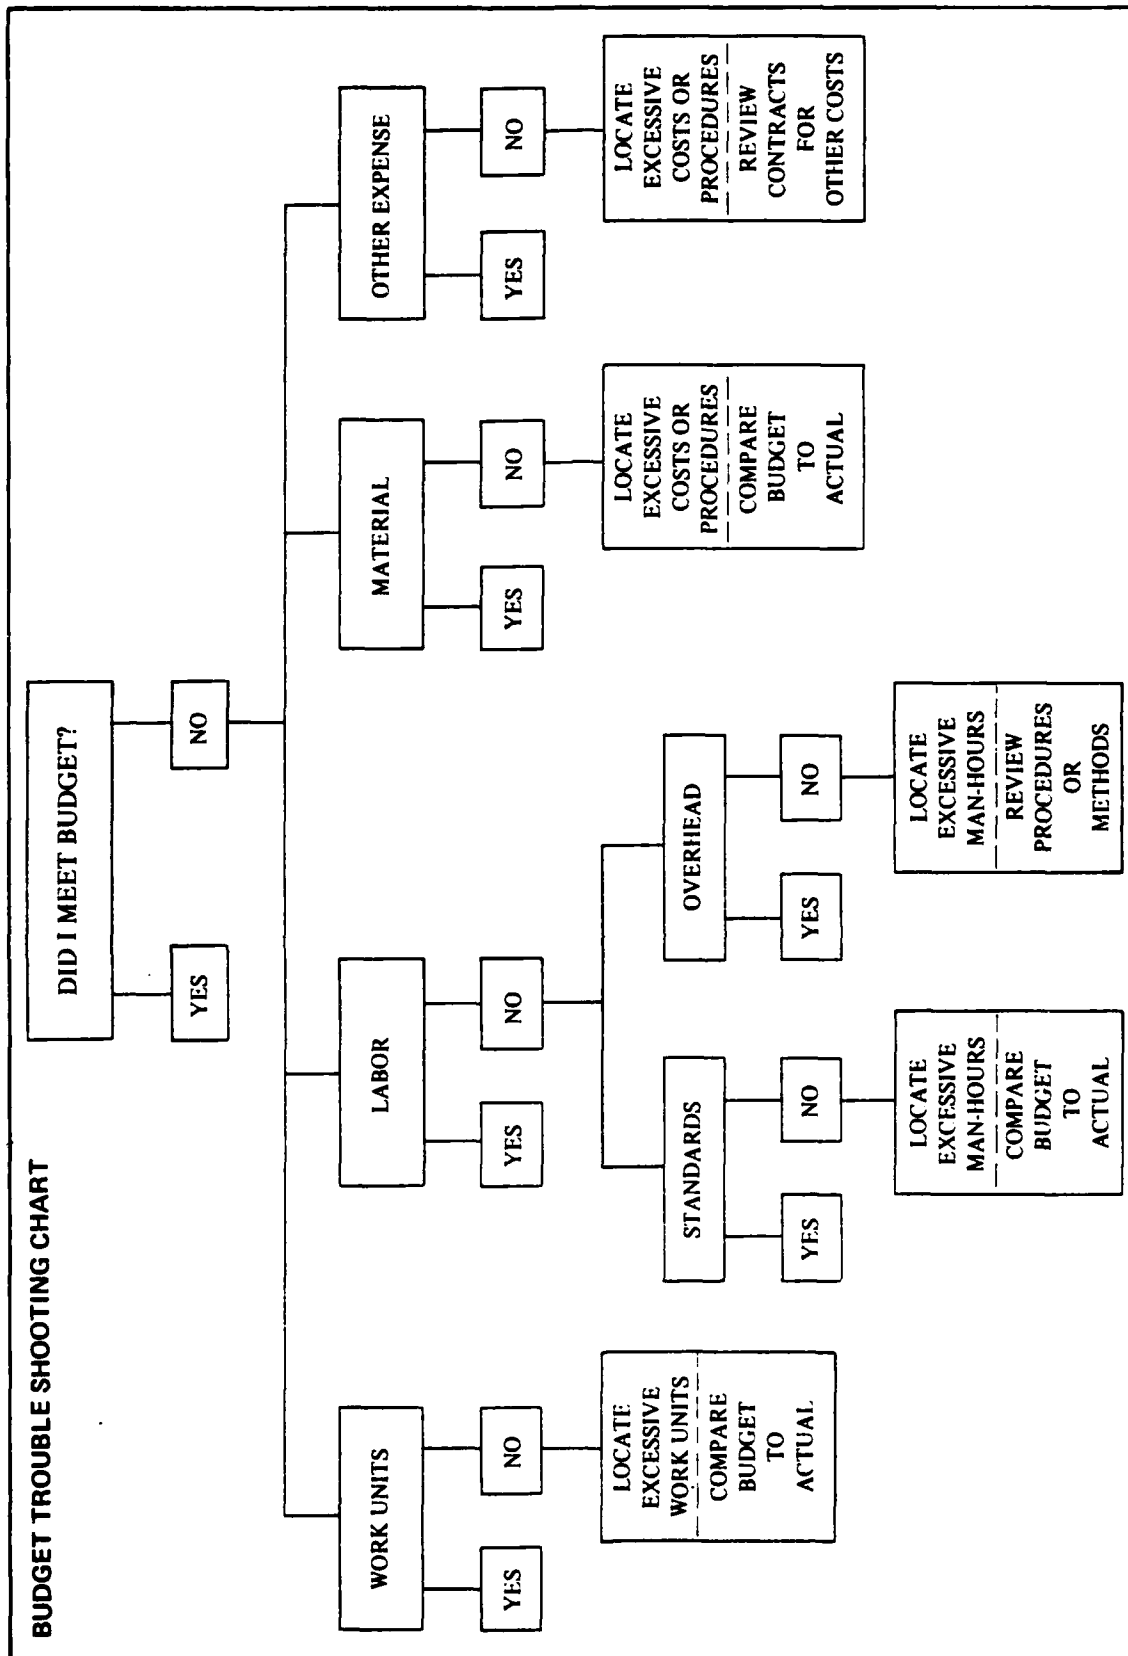 BUDGET TROUBLE SHOOTING CHART
DID I MEET BUDGET?
YES
NO
WORK UNITS
YES
NO
LOCATE
EXCESSIVE
WORK UNITS
COMPARE
BUDGET
TO
ACTUAL
LABOR
YES
NO
STANDARDS
YES
NO
LOCATE
EXCESSIVE
MAN-HOURS
COMPARE
BUDGET
TO
ACTUAL
OVERHEAD
YES
NO
LOCATE
EXCESSIVE
MAN-HOURS
REVIEW
PROCEDURES
OR
METHODS
MATERIAL
YES
NO
LOCATE
EXCESSIVE
COSTS OR
PROCEDURES
COMPARE
BUDGET
TO
ACTUAL
OTHER EXPENSE
YES
NO
LOCATE
EXCESSIVE
COSTS OR
PROCEDURES
REVIEW
CONTRACTS
FOR
OTHER COSTS